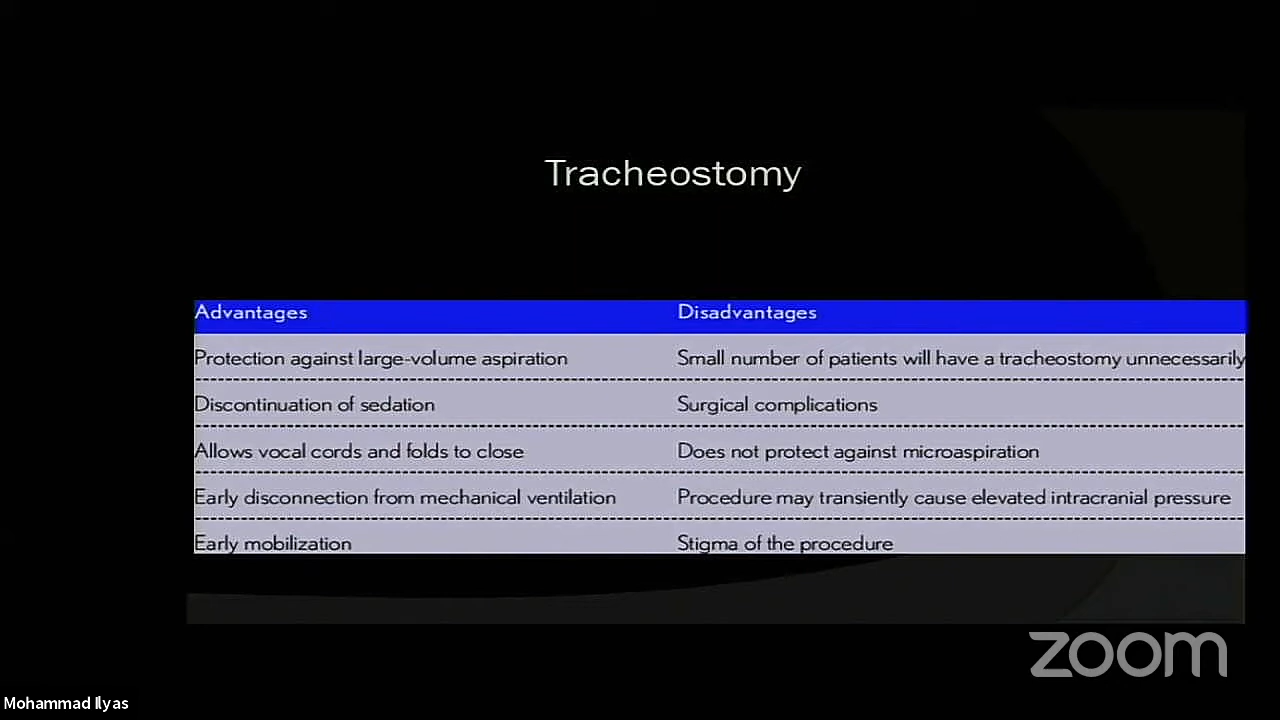 Tracheostomy
Advantages Disadvantages
Protection against large-volume aspiration Small number of patients will have a tracheostomy unnecessarily
Discontinuation of sedation Surgical complications
Allows vocal cords and folds to close Does not protect against microaspiration
Early disconnection from mechanical ventilation Procedure may transiently cause elevated intracranial pressure
Early mobilization Stigma of the procedure
zoom
Mohammad Ilyas